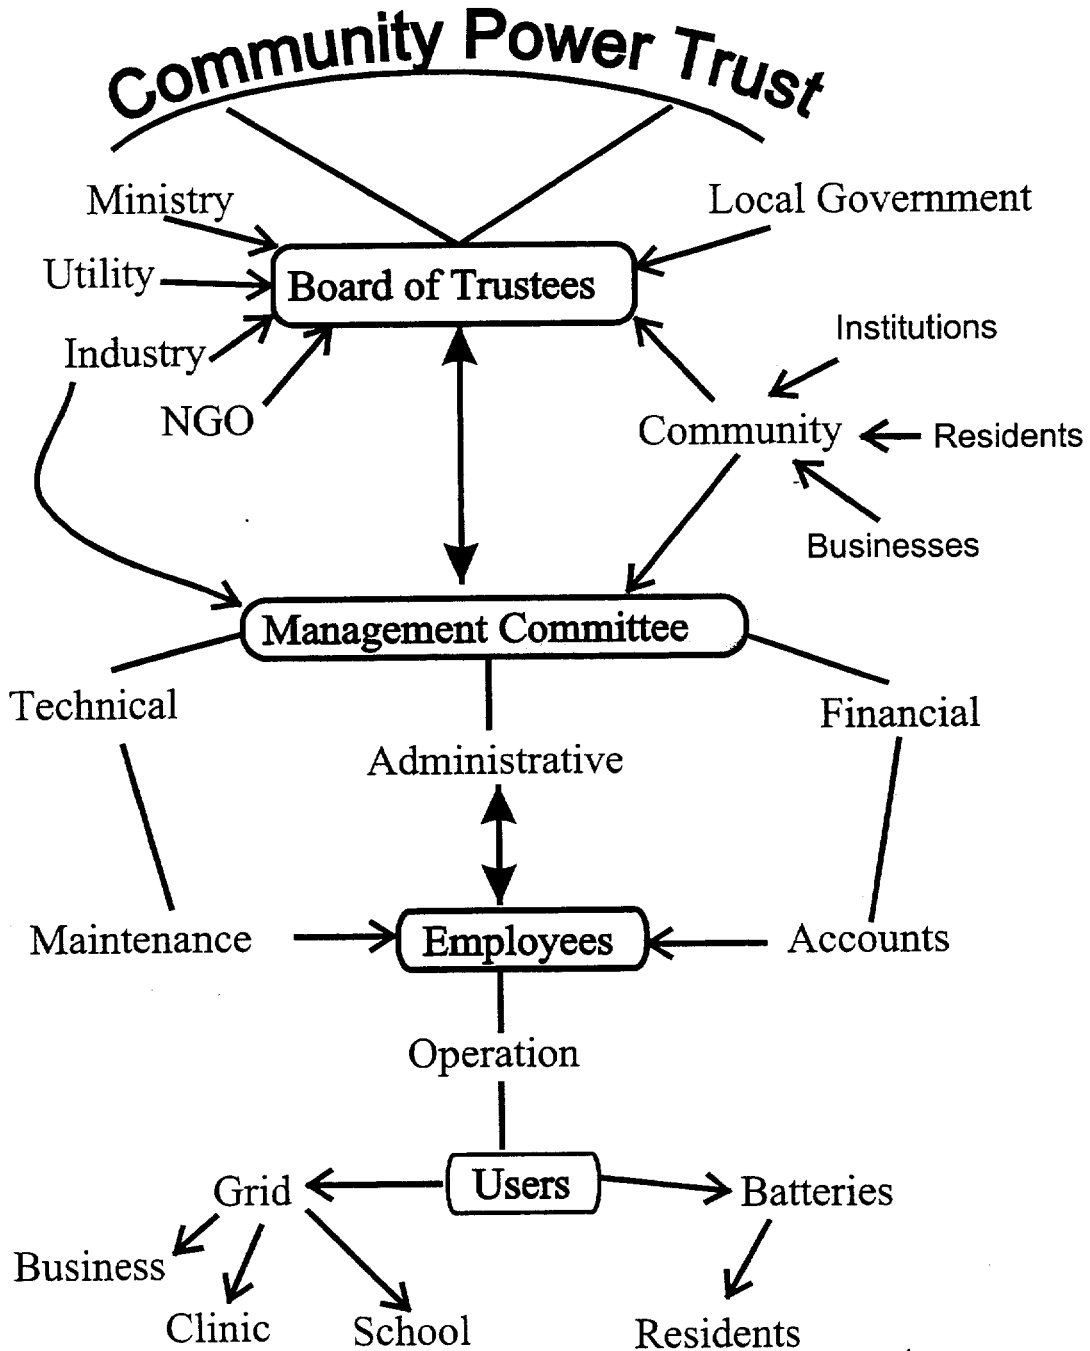 Community Power Trust
Ministry
Local Government
Utility
Board of Trustees
Industry
Institutions
NGO
Community
Residents
Businesses
Management Committee
Technical
Financial
Administrative
Maintenance
Employees
Accounts
Operation
Grid
Users
Batteries
Business
Clinic
School
Residents